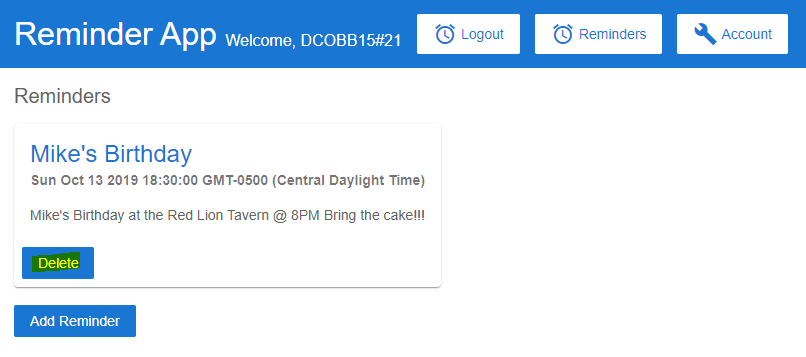 Reminder App Welcome, DCOBB15#21 Logout Reminders Account
Reminders
Mike's Birthday
Sun Oct 13 2019 18:30:00 GMT-0500 (Central Daylight Time)
Mike's Birthday at the Red Lion Tavern @ 8PM Bring the cake!!!
Delete
Add Reminder